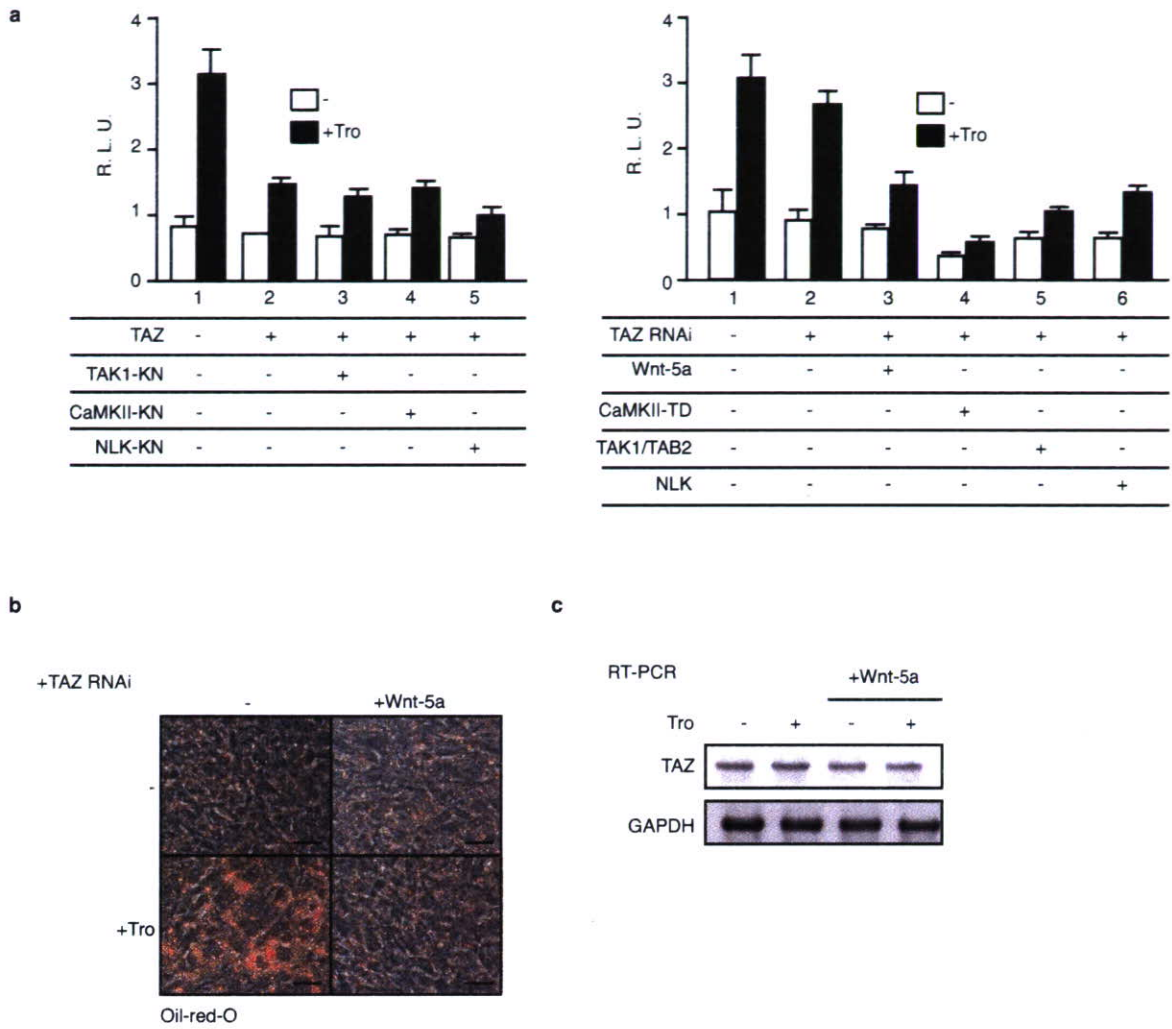 a
4
3
2
1
0
R. L. U.
-
+Tro
1 2 3 4 5
TAZ - + + + +
TAK1-KN - - + - -
CaMKII-KN - - - + -
NLK-KN - - - - +
4
3
2
1
0
R. L. U.
-
+Tro
1 2 3 4 5 6
TAZ RNAi - + + + + +
Wnt-5a - - + - - -
CaMKII-TD - - - + - -
TAK1/TAB2 - - - - + -
NLK - - - - - +
b
+TAZ RNAi
- +Wnt-5a
-
+Tro
Oil-red-O
c
RT-PCR
+Wnt-5a
Tro - + - +
TAZ
GAPDH